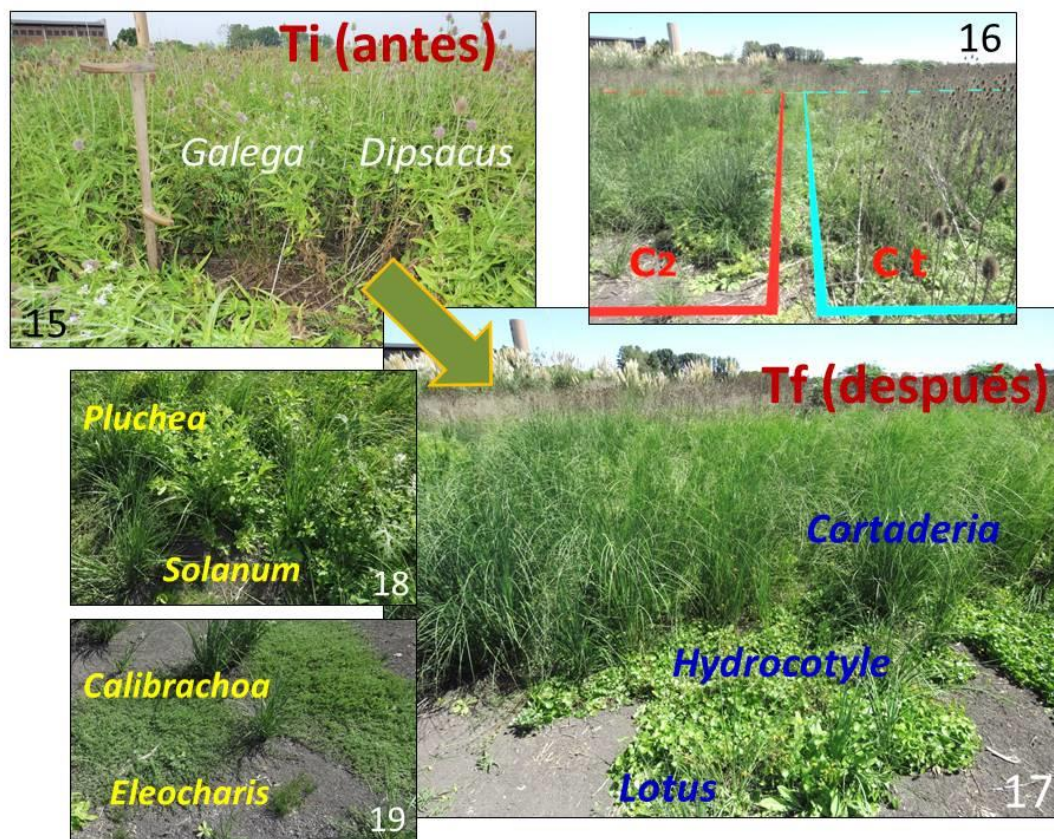 Ti (antes)
Galega Dipsacus
15
16
C2 Ct
Tf (después)
Cortaderia
Hydrocotyle
Lotus
17
Pluchea
Solanum
18
Calibrachoa
Eleocharis
19